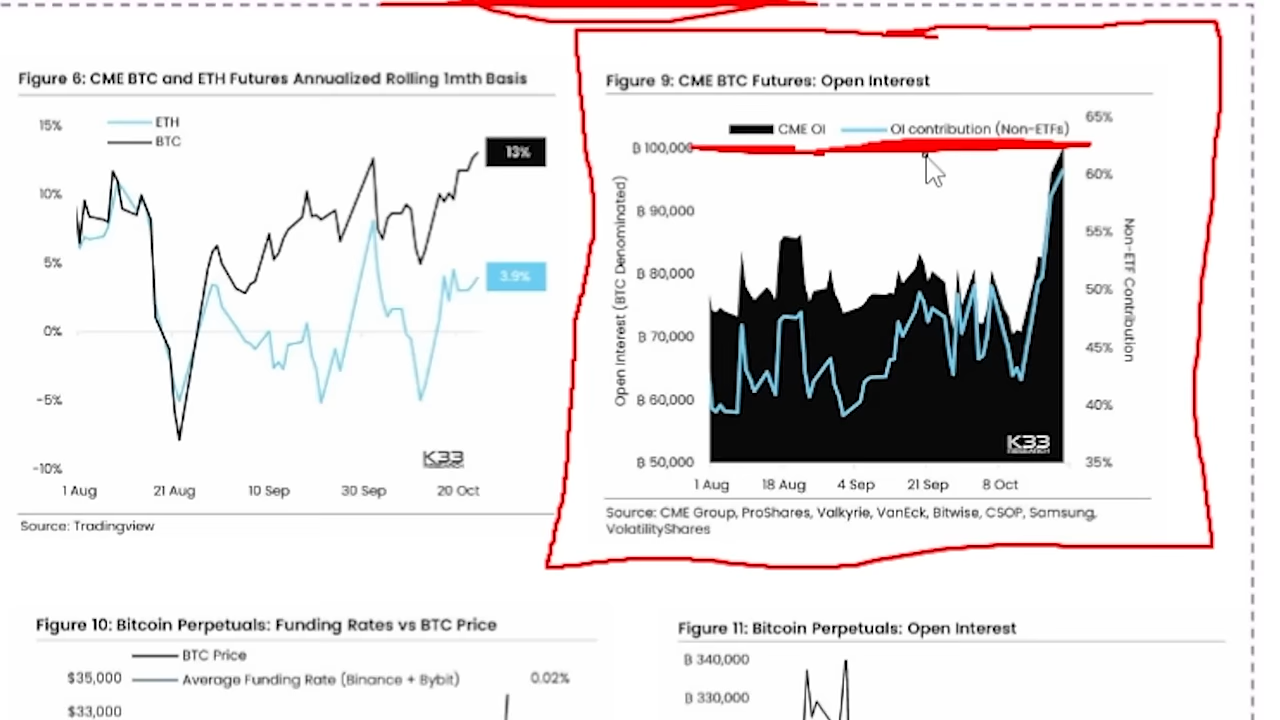 Figure 6: CME BTC and ETH Futures Annualized Rolling 1mth Basis
ETH
BTC
15%
10%
5%
0%
-5%
-10%
13%
3.9%
K33
RESEARCH
1 Aug 21 Aug 10 Sep 30 Sep 20 Oct
Source: Tradingview
Figure 9: CME BTC Futures: Open Interest
CME OI OI contribution (Non-ETFs)
Open Interest (BTC Denominated)
₿ 100,000
₿ 90,000
₿ 80,000
₿ 70,000
₿ 60,000
₿ 50,000
65%
60%
55%
50%
45%
40%
35%
Non-ETF Contribution
K33
RESEARCH
1 Aug 18 Aug 4 Sep 21 Sep 8 Oct
Source: CME Group, ProShares, Valkyrie, VanEck, Bitwise, CSOP, Samsung,
VolatilityShares
Figure 10: Bitcoin Perpetuals: Funding Rates vs BTC Price
BTC Price
Average Funding Rate (Binance + Bybit)
$35,000
$33,000
0.02%
Figure 11: Bitcoin Perpetuals: Open Interest
₿ 340,000
₿ 330,000